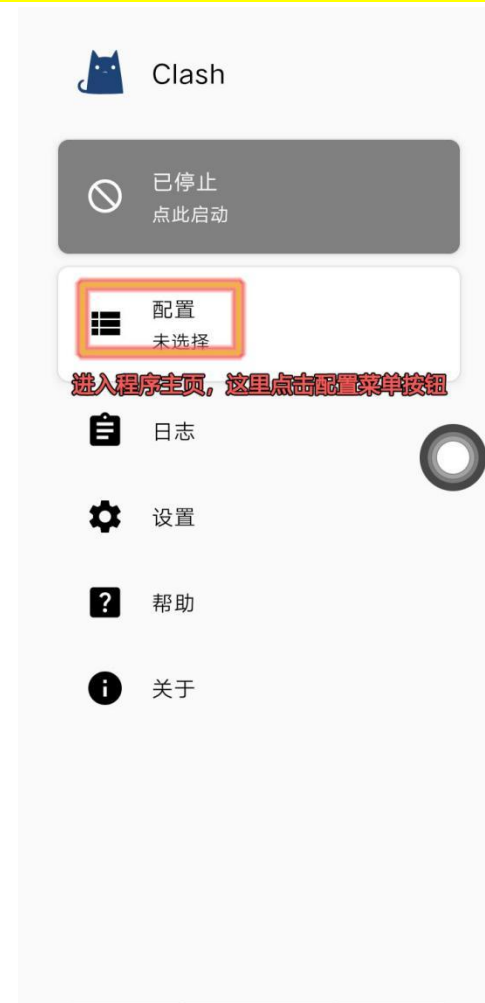 Clash
已停止
点此启动
配置
未选择
进入程序主页，这里点击配置菜单按钮
日志
设置
帮助
关于